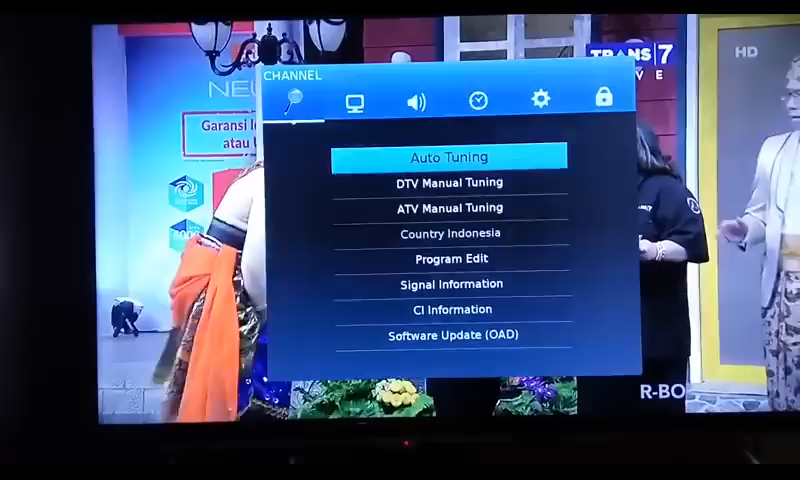 CHANNEL
TRANS|7
HD
Garansi
atau
Auto Tuning
DTV Manual Tuning
ATV Manual Tuning
Country Indonesia
Program Edit
Signal Information
CI Information
Software Update (OAD)
R-BO